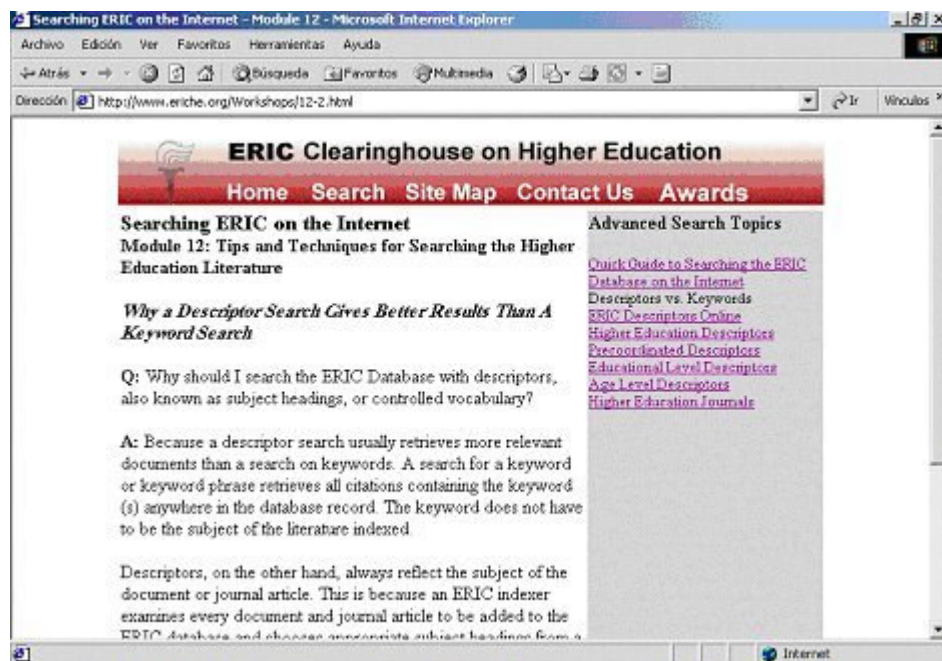 Searching ERIC on the Internet - Module 12 - Microsoft Internet Explorer
Archivo Edición Ver Favoritos Herramientas Ayuda
Atrás Búsqueda Favoritos Multimedia
Dirección http://www.eriche.org/Workshops/12-2.html Ir Vínculos
ERIC Clearinghouse on Higher Education
Home Search Site Map Contact Us Awards
Searching ERIC on the Internet
Module 12: Tips and Techniques for Searching the Higher
Education Literature
Why a Descriptor Search Gives Better Results Than A
Keyword Search
Q: Why should I search the ERIC Database with descriptors,
also known as subject headings, or controlled vocabulary?
A: Because a descriptor search usually retrieves more relevant
documents than a search on keywords. A search for a keyword
or keyword phrase retrieves all citations containing the keyword
(s) anywhere in the database record. The keyword does not have
to be the subject of the literature indexed.
Descriptors, on the other hand, always reflect the subject of the
document or journal article. This is because an ERIC indexer
examines every document and journal article to be added to the
ERIC database and chooses appropriate subject headings from a
Advanced Search Topics
Quick Guide to Searching the ERIC
Database on the Internet
Descriptors vs. Keywords
ERIC Descriptors Online
Higher Education Descriptors
Precoordinated Descriptors
Educational Level Descriptors
Age Level Descriptors
Higher Education Journals
Internet